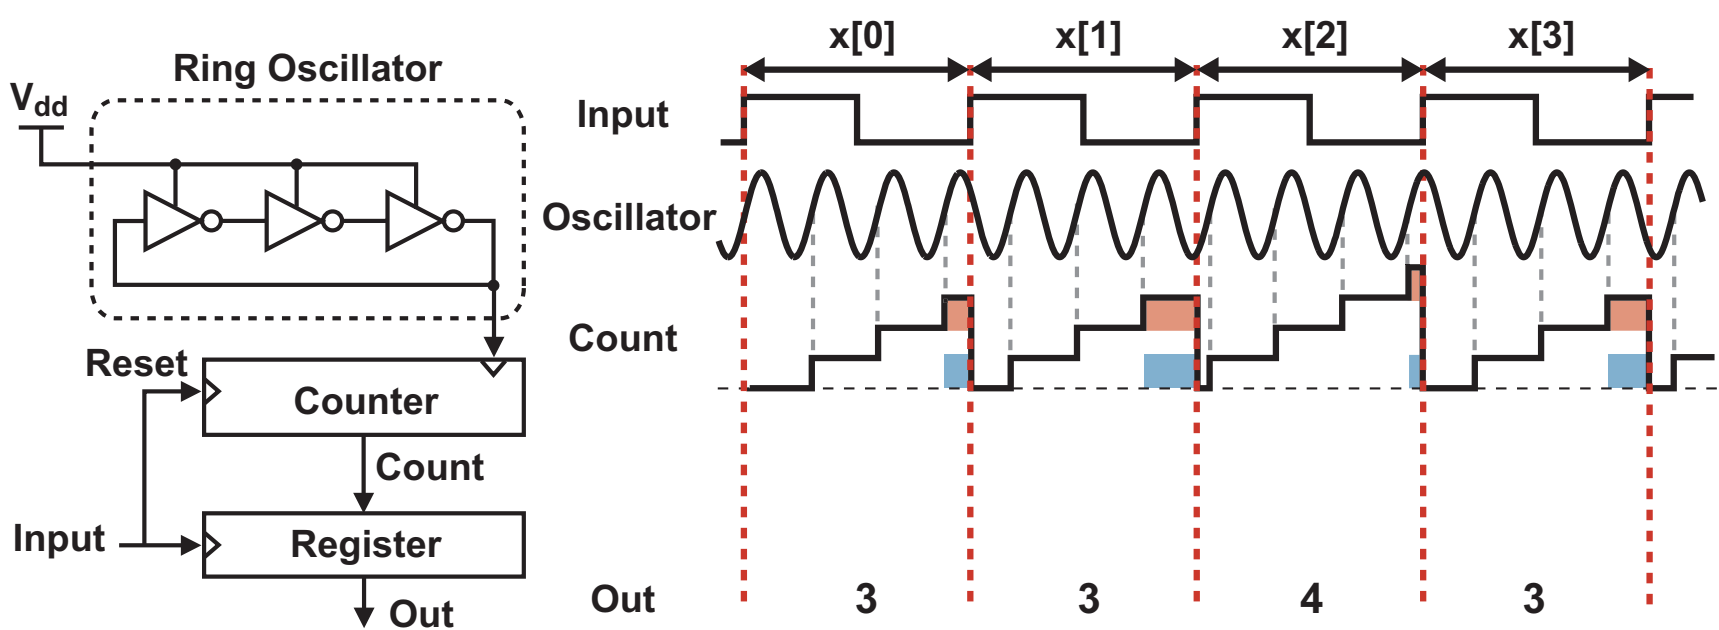 Ring Oscillator
Vdd
Reset
Counter
Count
Input
Register
Out
x[0] x[1] x[2] x[3]
Input
Oscillator
Count
Out 3 3 4 3